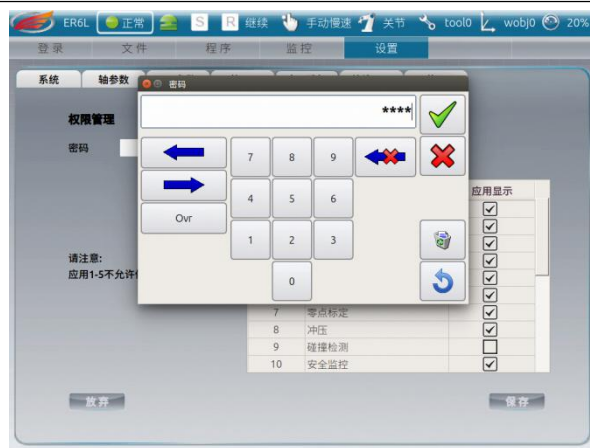 ER6L 正常 S R 继续 手动慢速 关节 tool0 wobj0 20%
登录 文件 程序 监控 设置
系统 轴参数
密码
****
权限管理
密码
7 8 9
4 5 6
Ovr
1 2 3
0
应用显示
请注意:
应用1-5不允许
7 零点标定
8 冲压
9 碰撞检测
10 安全监控
放弃 保存